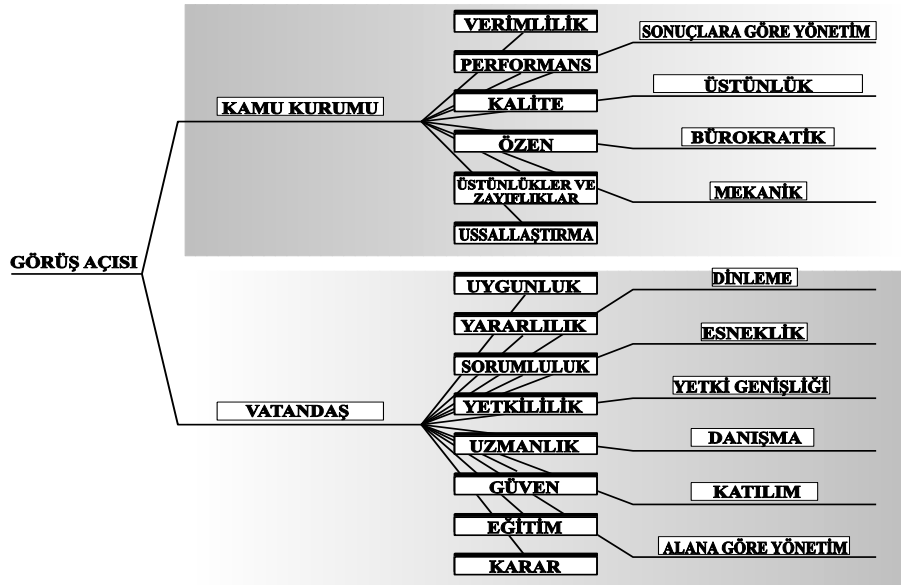 GÖRÜŞ AÇISI
KAMU KURUMU
VERİMLİLİK
PERFORMANS
KALİTE
ÖZEN
ÜSTÜNLÜKLER VE
ZAYIFLIKLAR
USSALLAŞTIRMA
SONUÇLARA GÖRE YÖNETİM
ÜSTÜNLÜK
BÜROKRATİK
MEKANİK
VATANDAŞ
UYGUNLUK
YARARLILIK
SORUMLULUK
YETKİLİLİK
UZMANLIK
GÜVEN
EĞİTİM
KARAR
DİNLEME
ESNEKLİK
YETKİ GENİŞLİĞİ
DANIŞMA
KATILIM
ALANA GÖRE YÖNETİM